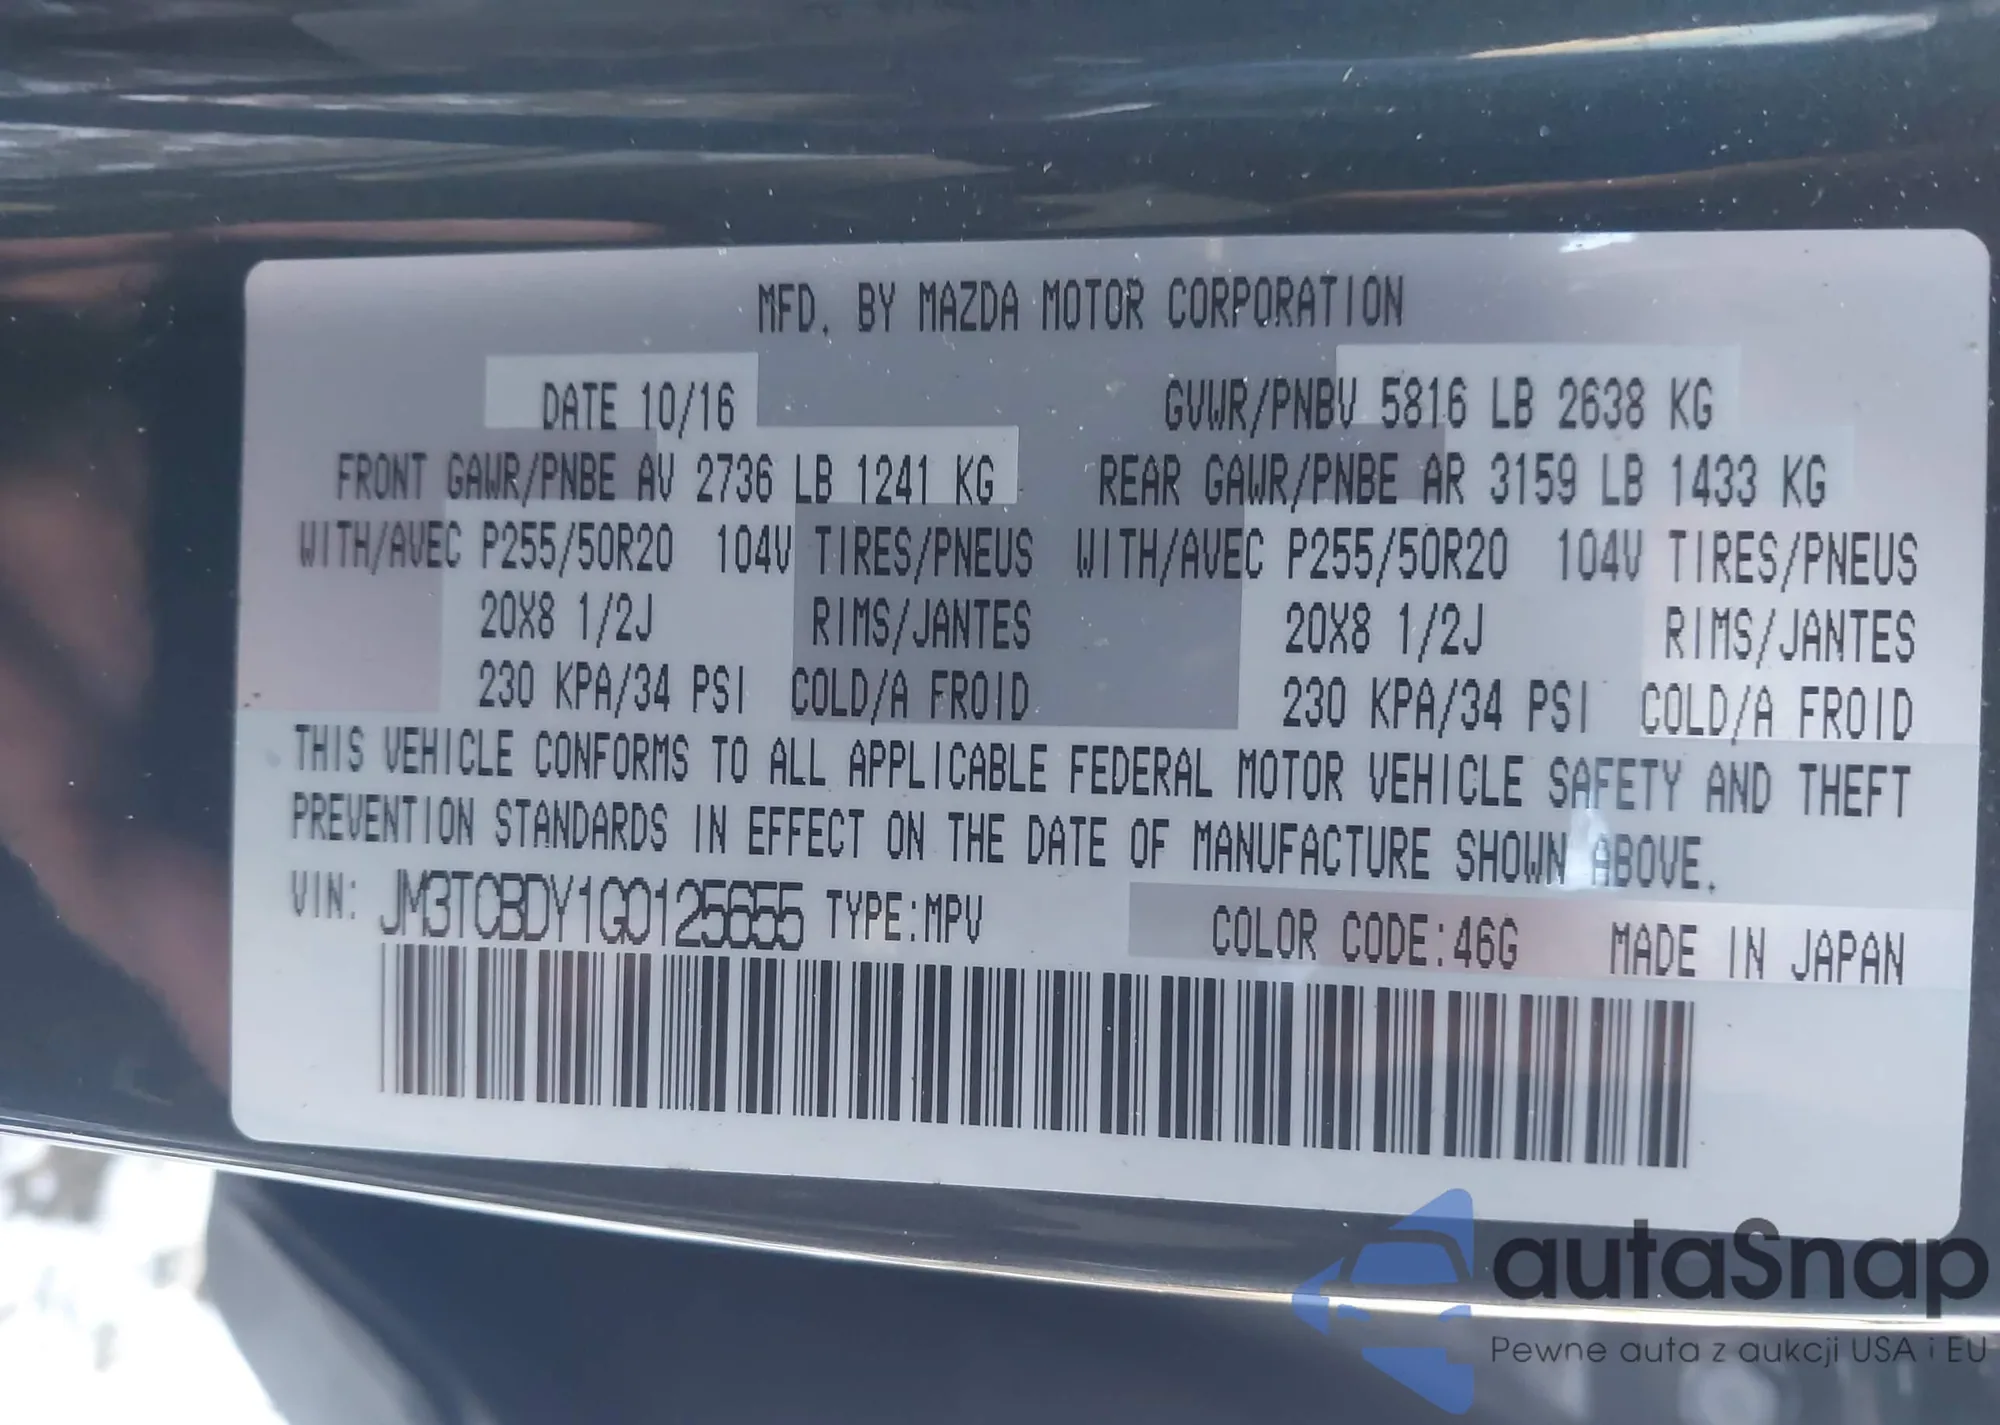 MFD. BY MAZDA MOTOR CORPORATION
DATE 10/16 GVWR/PNBV 5816 LB 2638 KG
FRONT GAWR/PNBE AV 2736 LB 1241 KG REAR GAWR/PNBE AR 3159 LB 1433 KG
WITH/AVEC P255/50R20 104V TIRES/PNEUS WITH/AVEC P255/50R20 104V TIRES/PNEUS
20X8 1/2J RIMS/JANTES 20X8 1/2J RIMS/JANTES
230 KPA/34 PSI COLD/A FROID 230 KPA/34 PSI COLD/A FROID
THIS VEHICLE CONFORMS TO ALL APPLICABLE FEDERAL MOTOR VEHICLE SAFETY AND THEFT
PREVENTION STANDARDS IN EFFECT ON THE DATE OF MANUFACTURE SHOWN ABOVE.
VIN: JM3TCBDY1G0125655 TYPE:MPV COLOR CODE:46G MADE IN JAPAN
autaSnap
Pewne auta z aukcji USA i EU